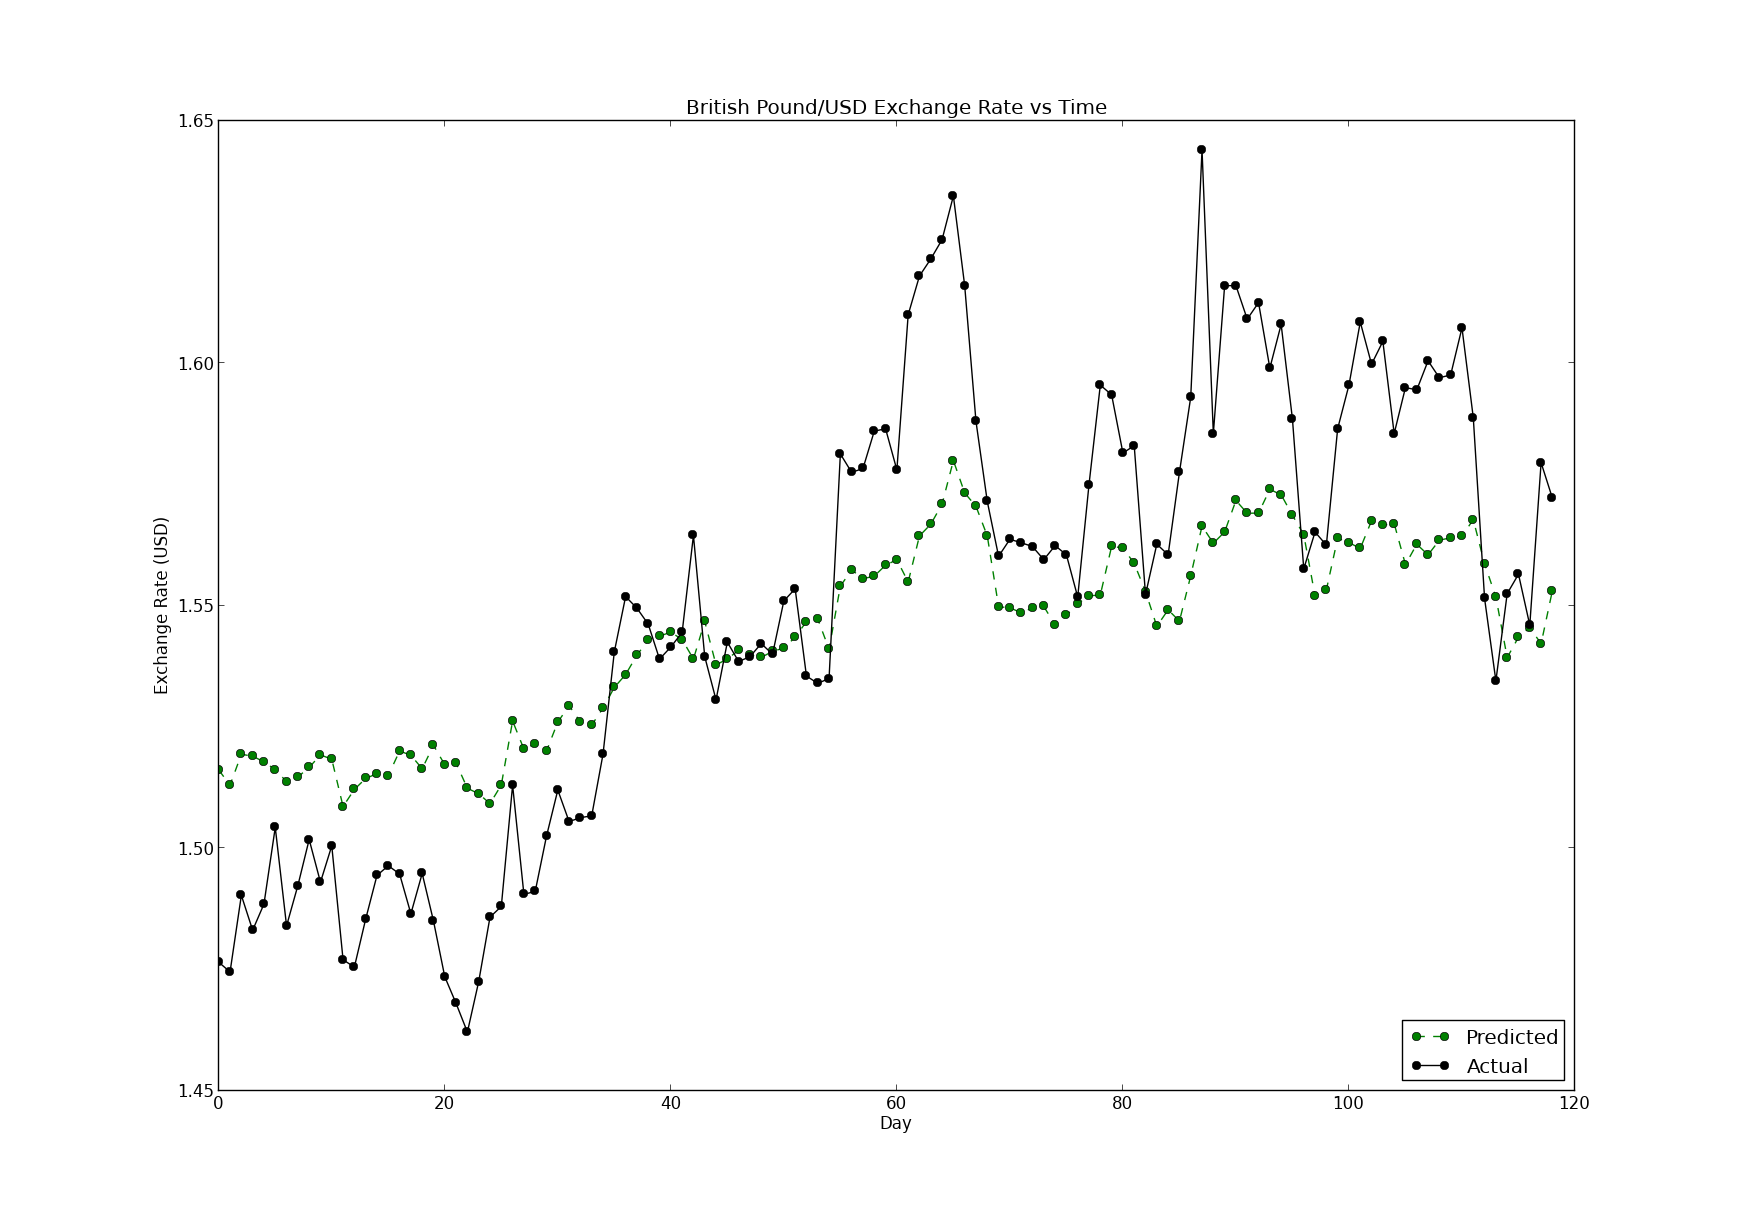 British Pound/USD Exchange Rate vs Time
1.65
1.60
1.55
1.50
1.45
Exchange Rate (USD)
0 20 40 60 80 100 120
Day
Predicted
Actual